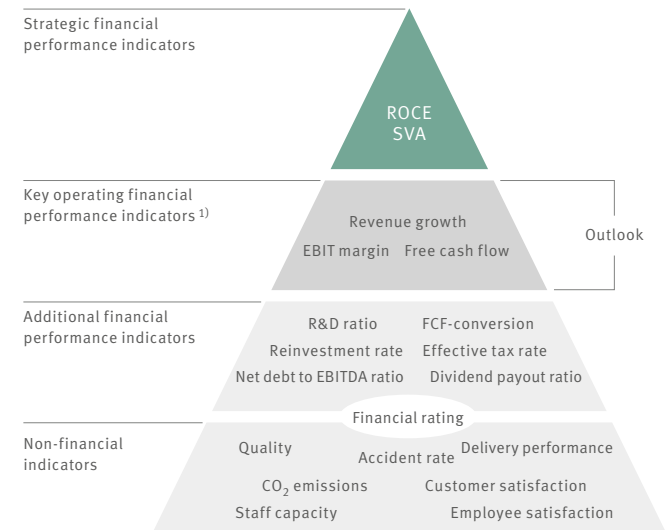 Strategic financial
performance indicators
ROCE
SVA
Key operating financial
performance indicators 1)
Revenue growth
EBIT margin Free cash flow
Outlook
Additional financial
performance indicators
R&D ratio FCF-conversion
Reinvestment rate Effective tax rate
Net debt to EBITDA ratio Dividend payout ratio
Financial rating
Non-financial
indicators
Quality Delivery performance
Accident rate
CO2 emissions Customer satisfaction
Staff capacity Employee satisfaction